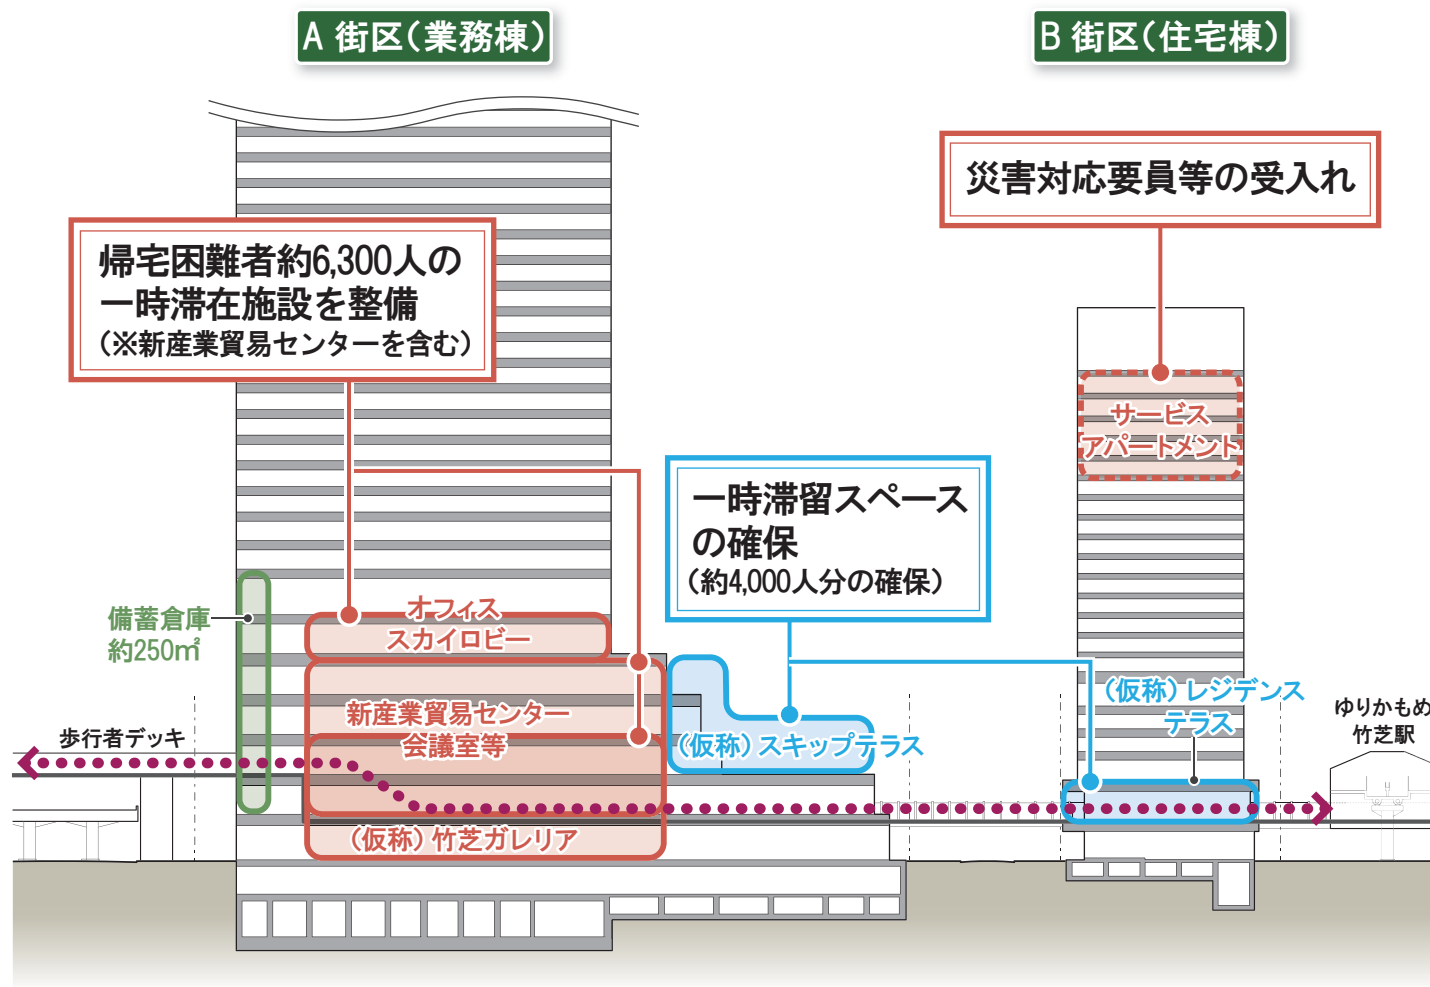 A 街区(業務棟)
B 街区(住宅棟)
災害対応要員等の受入れ
帰宅困難者約6,300人の
一時滞在施設を整備
(※新産業貿易センターを含む)
サービス
アパートメント
一時滞留スペース
の確保
(約4,000人分の確保)
備蓄倉庫
約250㎡
オフィス
スカイロビー
新産業貿易センター
会議室等
(仮称)スキップテラス
(仮称)レジデンス
テラス
ゆりかもめ
竹芝駅
歩行者デッキ
(仮称)竹芝ガレリア